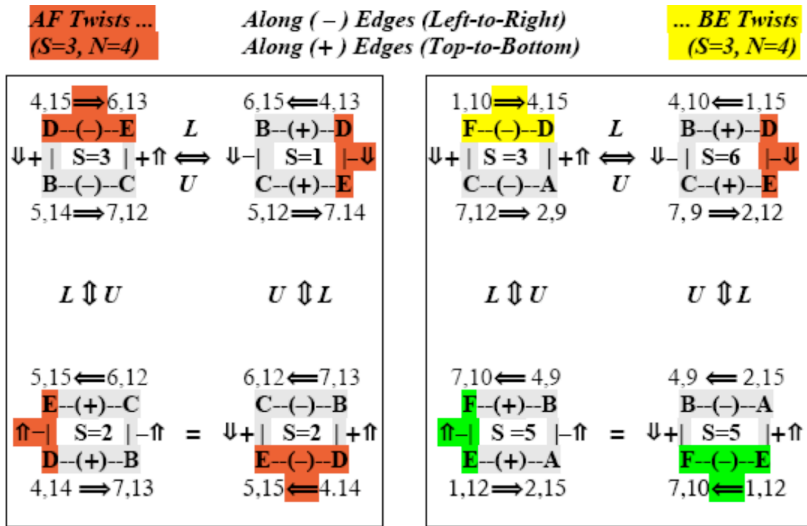 AF Twists ... Along ( – ) Edges (Left-to-Right) ... BE Twists
(S=3, N=4) Along (+ ) Edges (Top-to-Bottom) (S=3, N=4)
4,15⇒6,13 6,15⇐4,13 1,10⇒4,15 4,10⇐1,15
D--(–)--E L B--(+)--D F--(–)--D L B--(+)--D
⇓+| S=3 |+⇑ ⇔ ⇓–| S=1 |–⇓ ⇓+| S=3 |+⇑ ⇔ ⇓–| S=6 |–⇓
B--(–)--C U C--(+)--E C--(–)--A U C--(+)--E
5,14⇒7,12 5,12⇒7.14 7,12⇒2,9 7,9⇒2,12
L ⇕ U U ⇕ L L ⇕ U U ⇕ L
5,15⇐6,12 6,12⇐7,13 7,10⇐4,9 4,9 ⇐2,15
E--(+)--C C--(–)--B F--(+)--B B--(–)--A
⇑–| S=2 |–⇑ = ⇓+| S=2 |+⇑ ⇑–| S=5 |–⇑ = ⇓+| S=5 |+⇑
D--(+)--B E--(–)--D E--(+)--A F--(–)--E
4,14 ⇒7,13 5,15⇐4.14 1,12⇒2,15 7,10⇐1,12